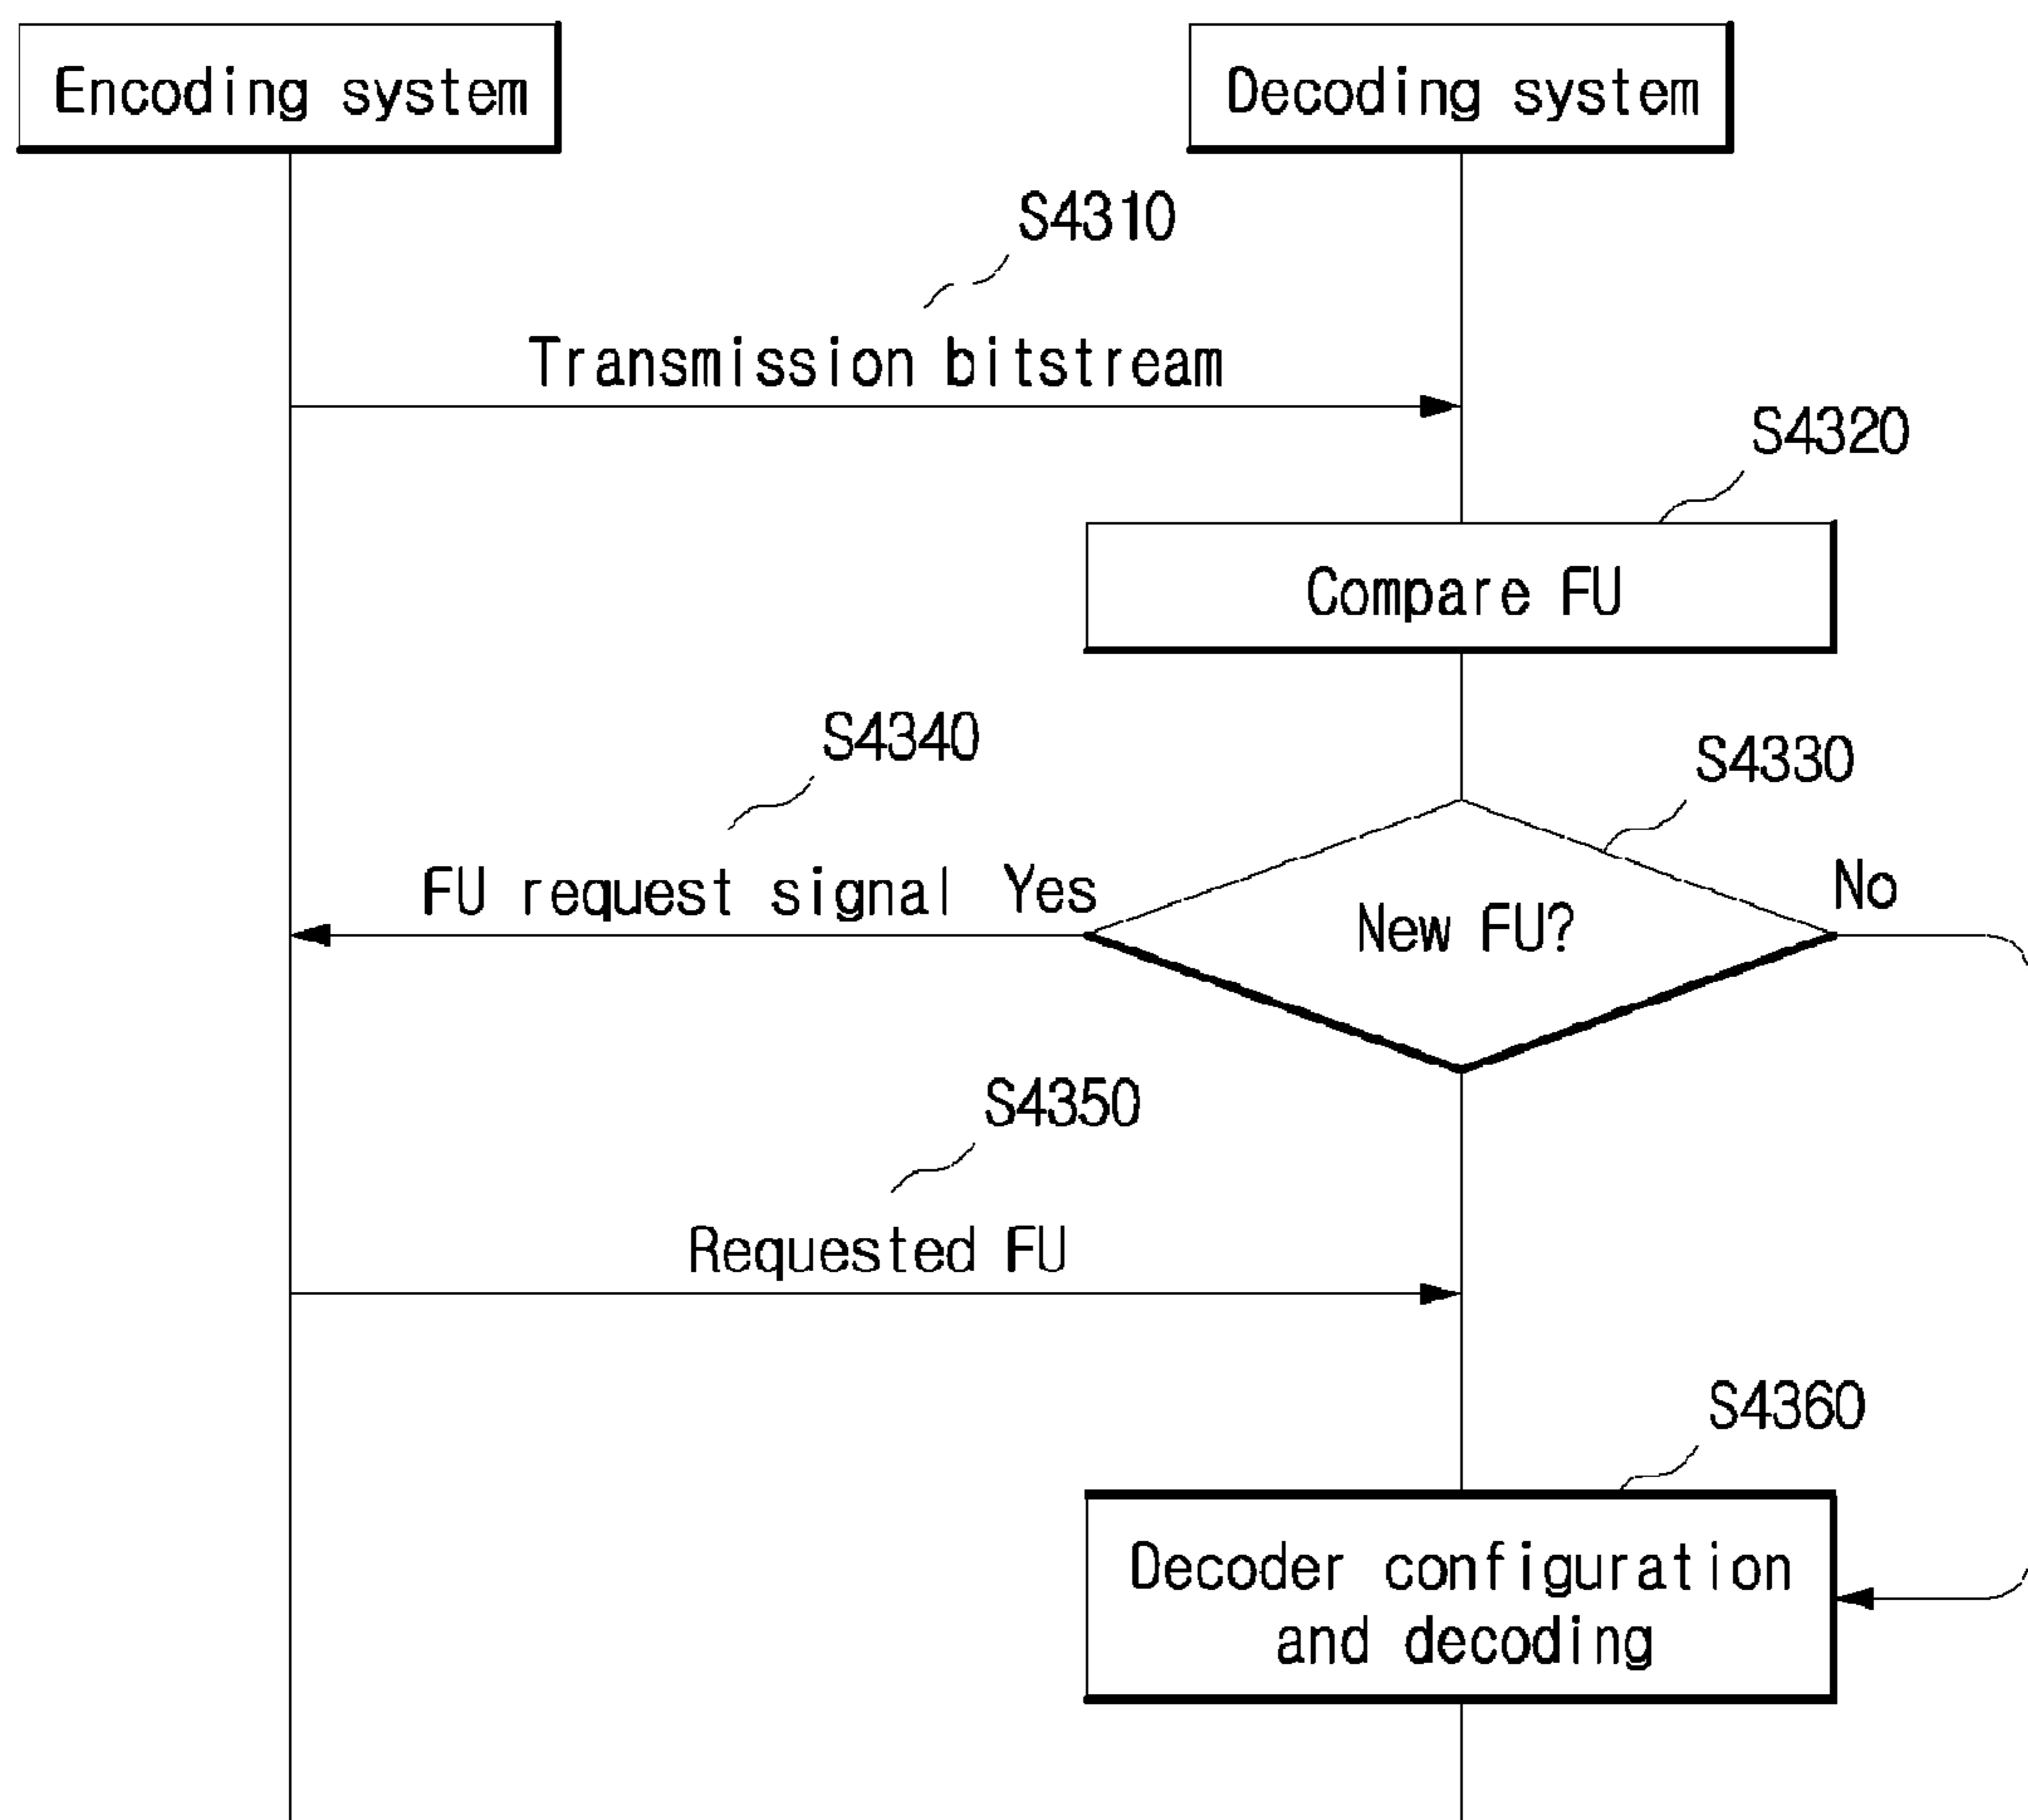 Encoding system
Decoding system
S4310
Transmission bitstream
S4320
Compare FU
S4340
S4330
FU request signal Yes
No
New FU?
S4350
Requested FU
S4360
Decoder configuration
and decoding